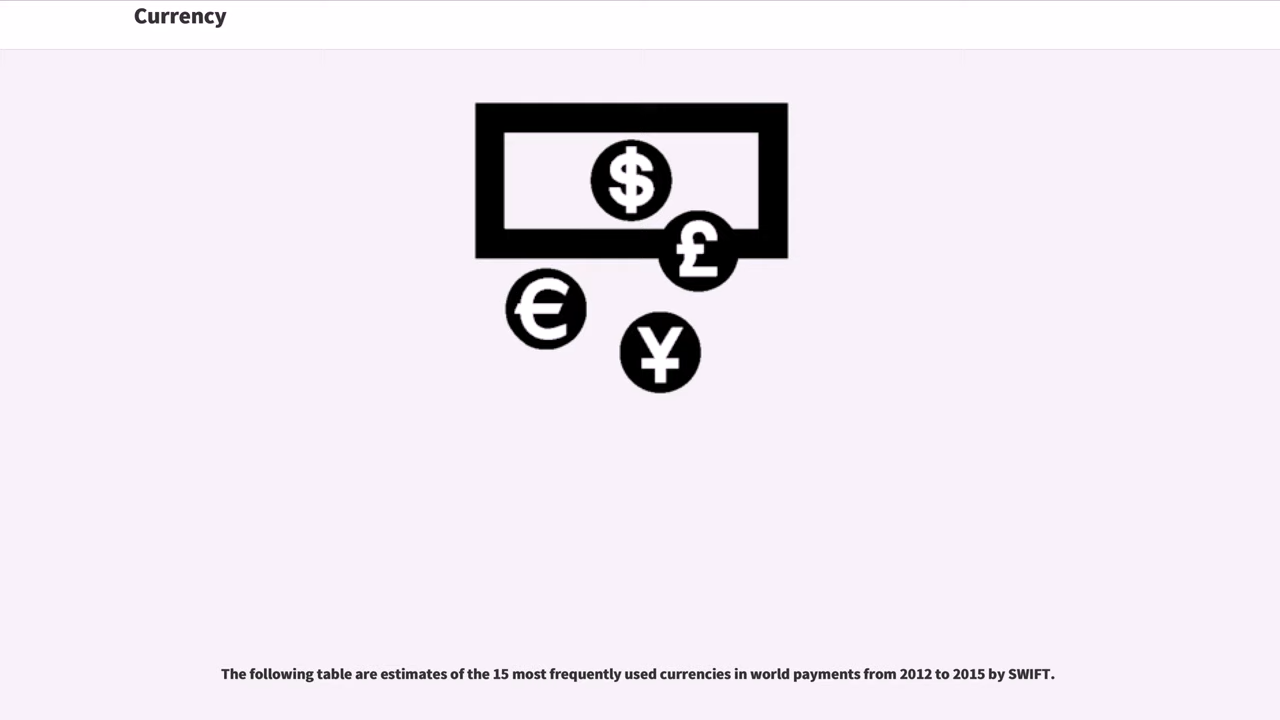 Currency
$
£
€
¥
The following table are estimates of the 15 most frequently used currencies in world payments from 2012 to 2015 by SWIFT.